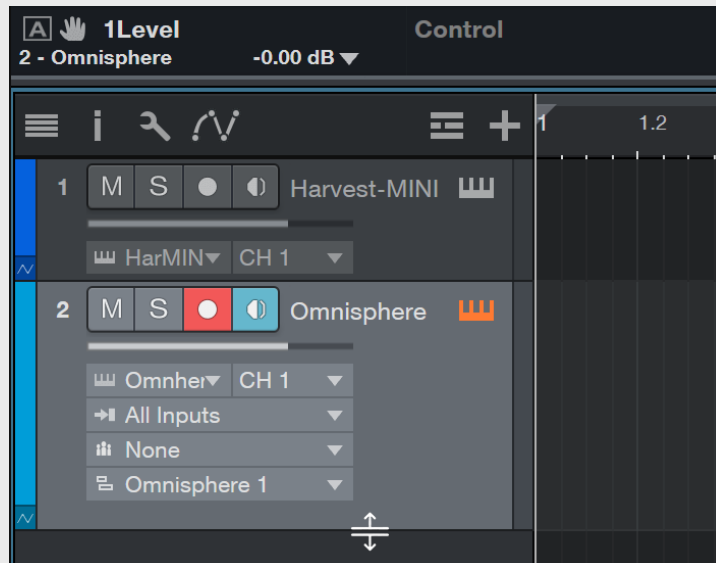 A 1Level Control
2 - Omnisphere -0.00 dB
i 1 1.2
1 M S Harvest-MINI
HarMIN CH 1
2 M S Omnisphere
Omnher CH 1
All Inputs
None
Omnisphere 1